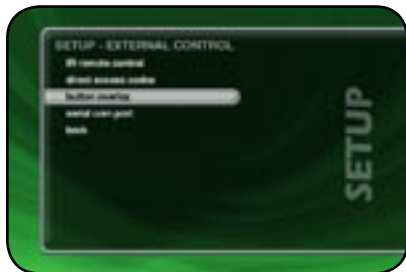 SETUP - EXTERNAL CONTROL
IR remote control
direct access codes
button overlay
serial com port
back
SETUP